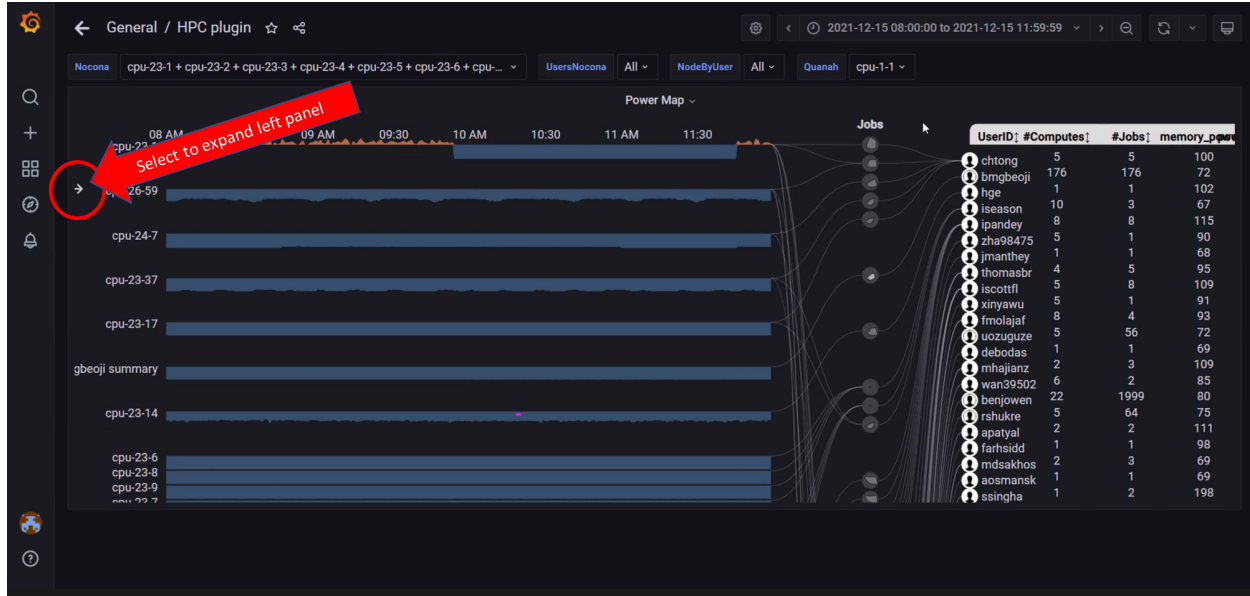 General / HPC plugin
2021-12-15 08:00:00 to 2021-12-15 11:59:59
Nocona cpu-23-1 + cpu-23-2 + cpu-23-3 + cpu-23-4 + cpu-23-5 + cpu-23-6 + cpu-... UsersNocona All NodeByUser All Quanah cpu-1-1
Power Map
Select to expand left panel
08 AM 09 AM 09:30 10 AM 10:30 11 AM 11:30
Jobs
UserID #Computes #Jobs
chtong 5 5 100
bmgbeoji 176 176 72
hge 1 1 102
iseason 10 3 67
ipandey 8 8 115
zha98475 5 1 90
jmanthey 1 1 68
thomasbr 4 5 95
iscottfl 5 8 109
xinyawu 5 1 91
fmolajaf 8 4 93
uozuguze 5 56 72
debodas 1 1 69
mhajianz 2 3 109
wan39502 6 2 85
benjowen 22 1999 80
rshukre 5 64 75
apatyal 2 2 111
farhsidd 1 1 98
mdsakhos 2 3 69
aosmansk 1 1 69
ssingha 1 2 198
cpu-24-7
cpu-23-37
cpu-23-17
gbeoji summary
cpu-23-14
cpu-23-6
cpu-23-8
cpu-23-9